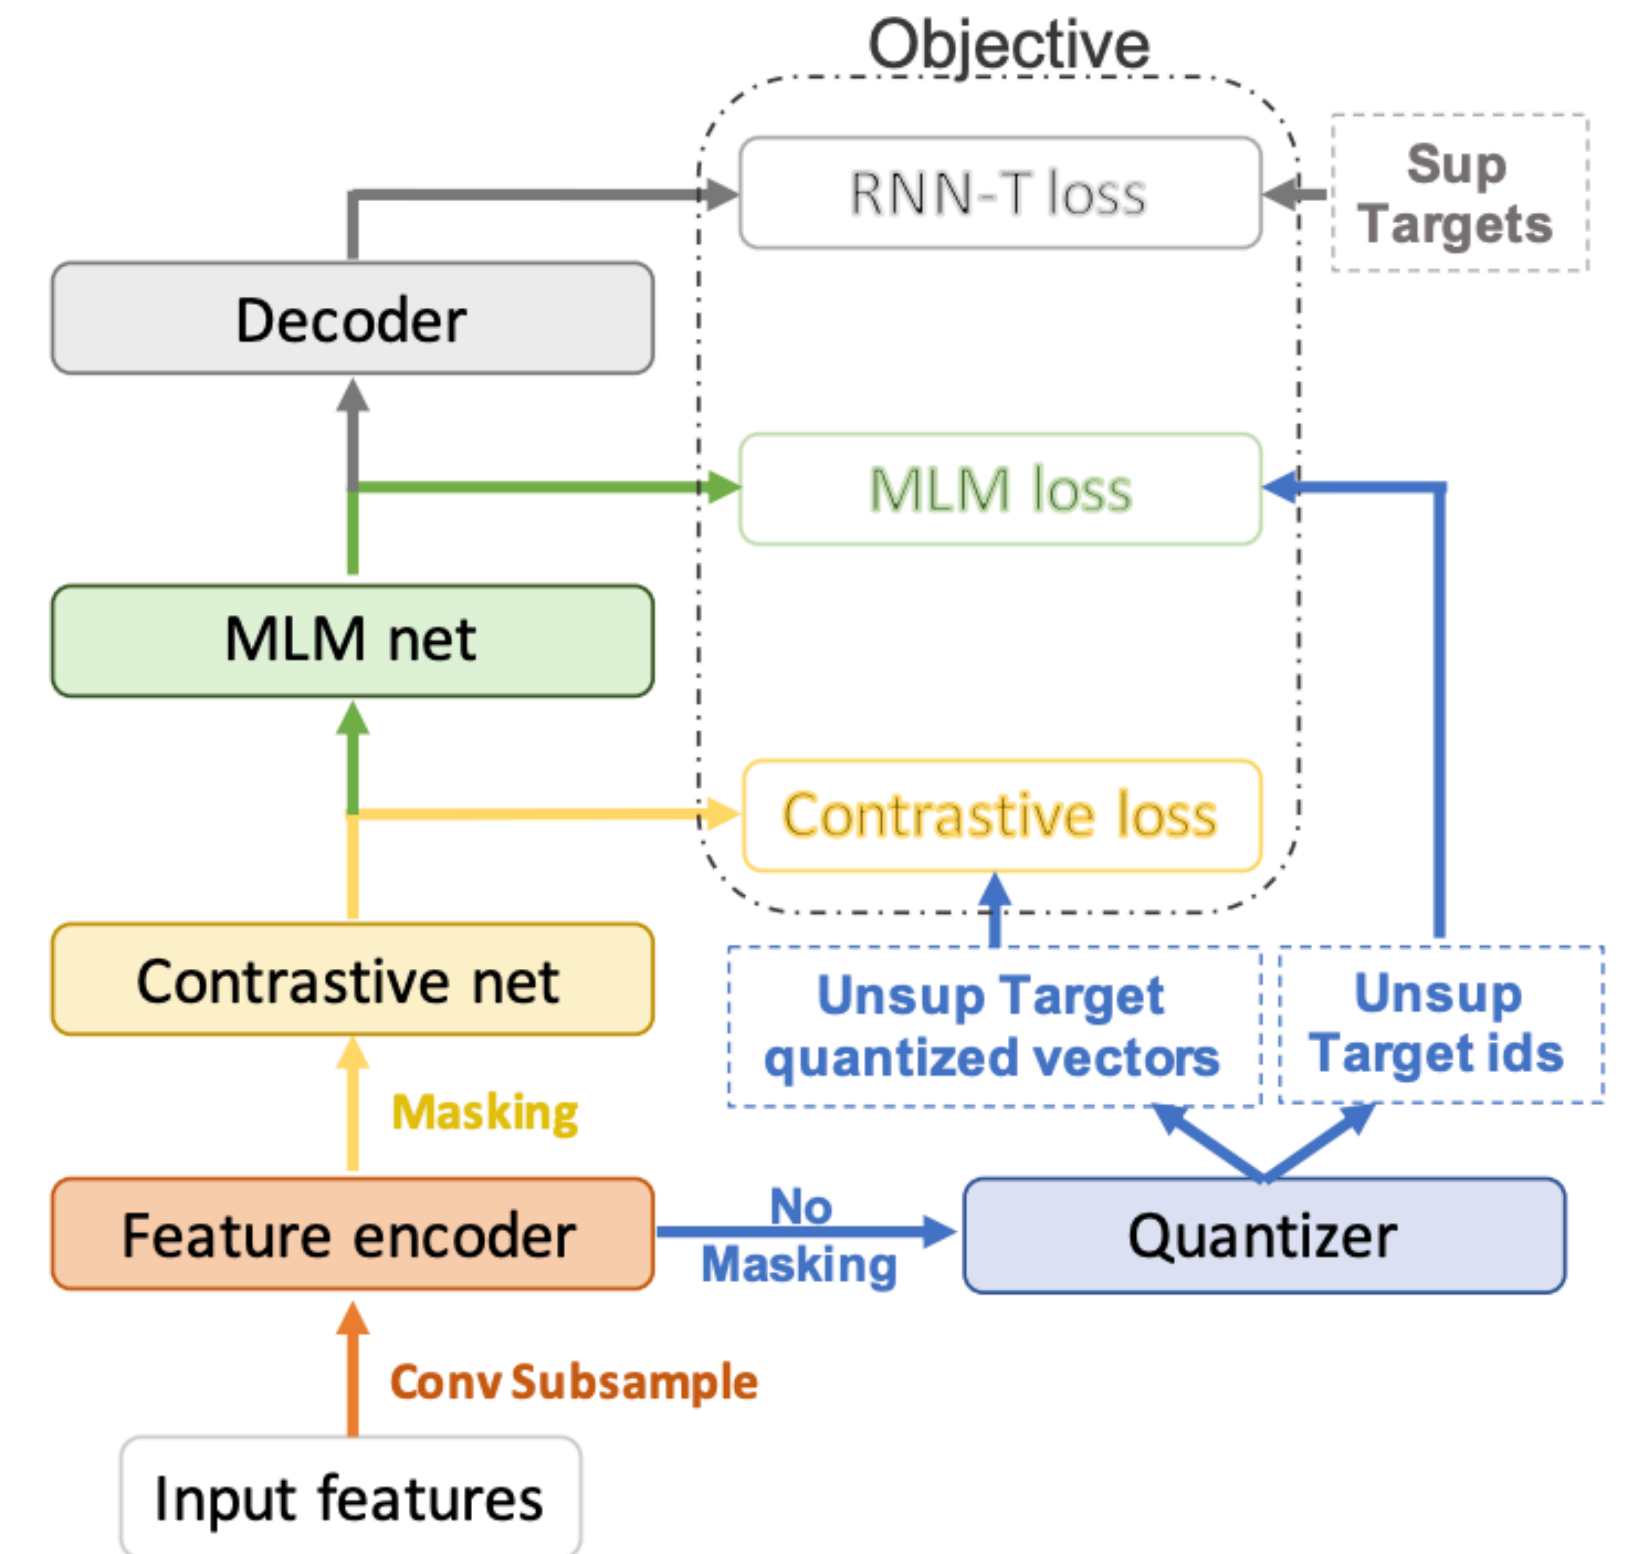 Objective
RNN-T loss
Sup
Targets
Decoder
MLM loss
MLM net
Contrastive loss
Contrastive net
Unsup Target
quantized vectors
Unsup
Target ids
Masking
Feature encoder
No
Masking
Quantizer
Conv Subsample
Input features